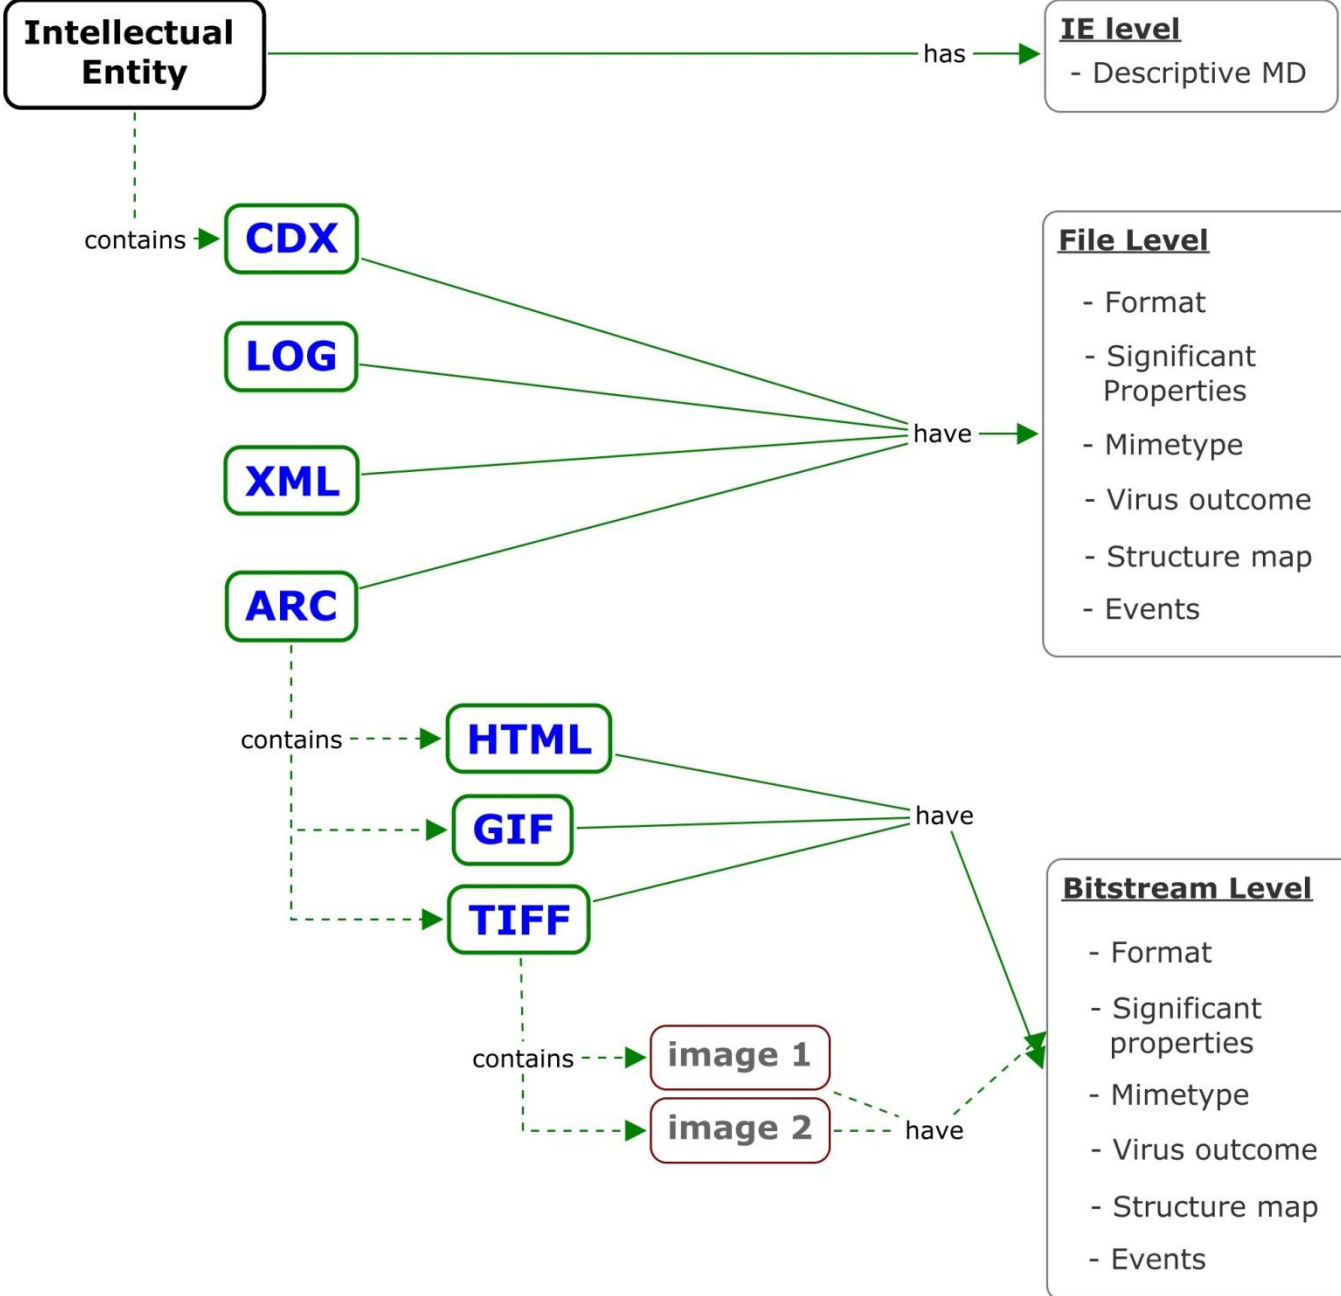 Intellectual
Entity
has
IE level
- Descriptive MD
contains
CDX
LOG
XML
ARC
have
File Level
- Format
- Significant
Properties
- Mimetype
- Virus outcome
- Structure map
- Events
contains
HTML
GIF
TIFF
have
contains
image 1
image 2
have
Bitstream Level
- Format
- Significant
properties
- Mimetype
- Virus outcome
- Structure map
- Events